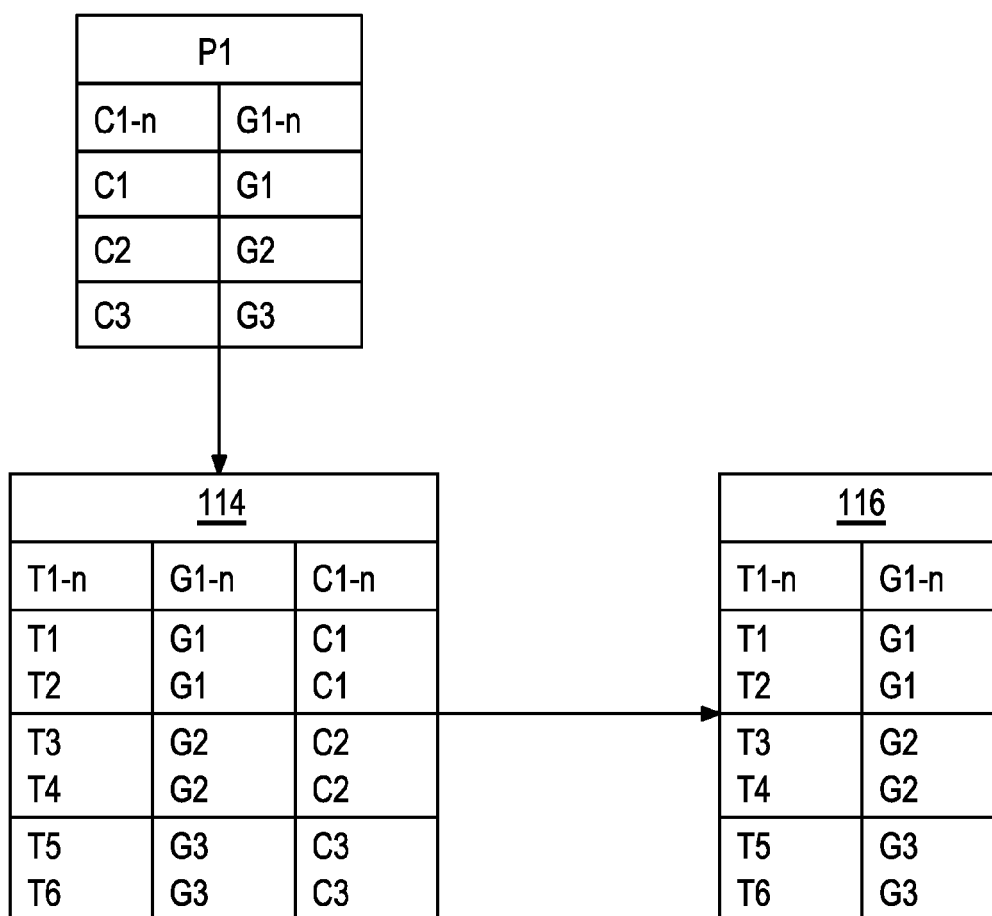 P1
C1-n G1-n
C1 G1
C2 G2
C3 G3
114
T1-n G1-n C1-n
T1 G1 C1
T2 G1 C1
T3 G2 C2
T4 G2 C2
T5 G3 C3
T6 G3 C3
116
T1-n G1-n
T1 G1
T2 G1
T3 G2
T4 G2
T5 G3
T6 G3